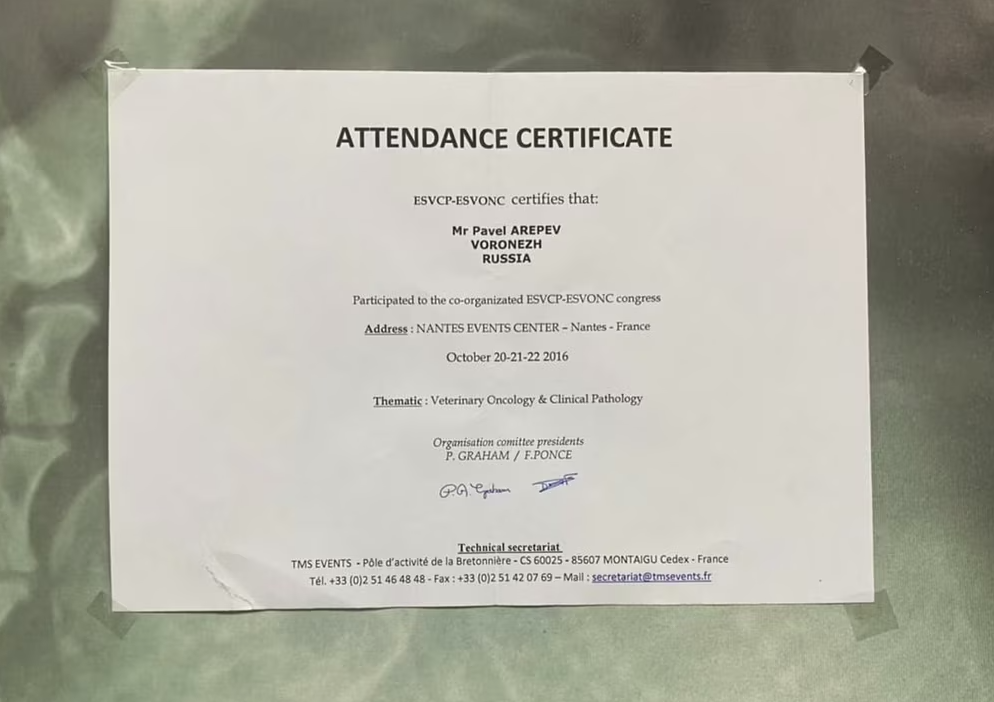 ATTENDANCE CERTIFICATE
ESVCP-ESVONC certifies that:
Mr Pavel AREPEV
VORONEZH
RUSSIA
Participated to the co-organizated ESVCP-ESVONC congress
Address : NANTES EVENTS CENTER – Nantes - France
October 20-21-22 2016
Thematic : Veterinary Oncology & Clinical Pathology
Organisation comittee presidents
P. GRAHAM / F.PONCE
P.A. Graham
Technical secretariat
TMS EVENTS - Pôle d'activité de la Bretonnière - CS 60025 - 85607 MONTAIGU Cedex - France
Tél. +33 (0)2 51 46 48 48 - Fax : +33 (0)2 51 42 07 69 – Mail : secretariat@tmsevents.fr